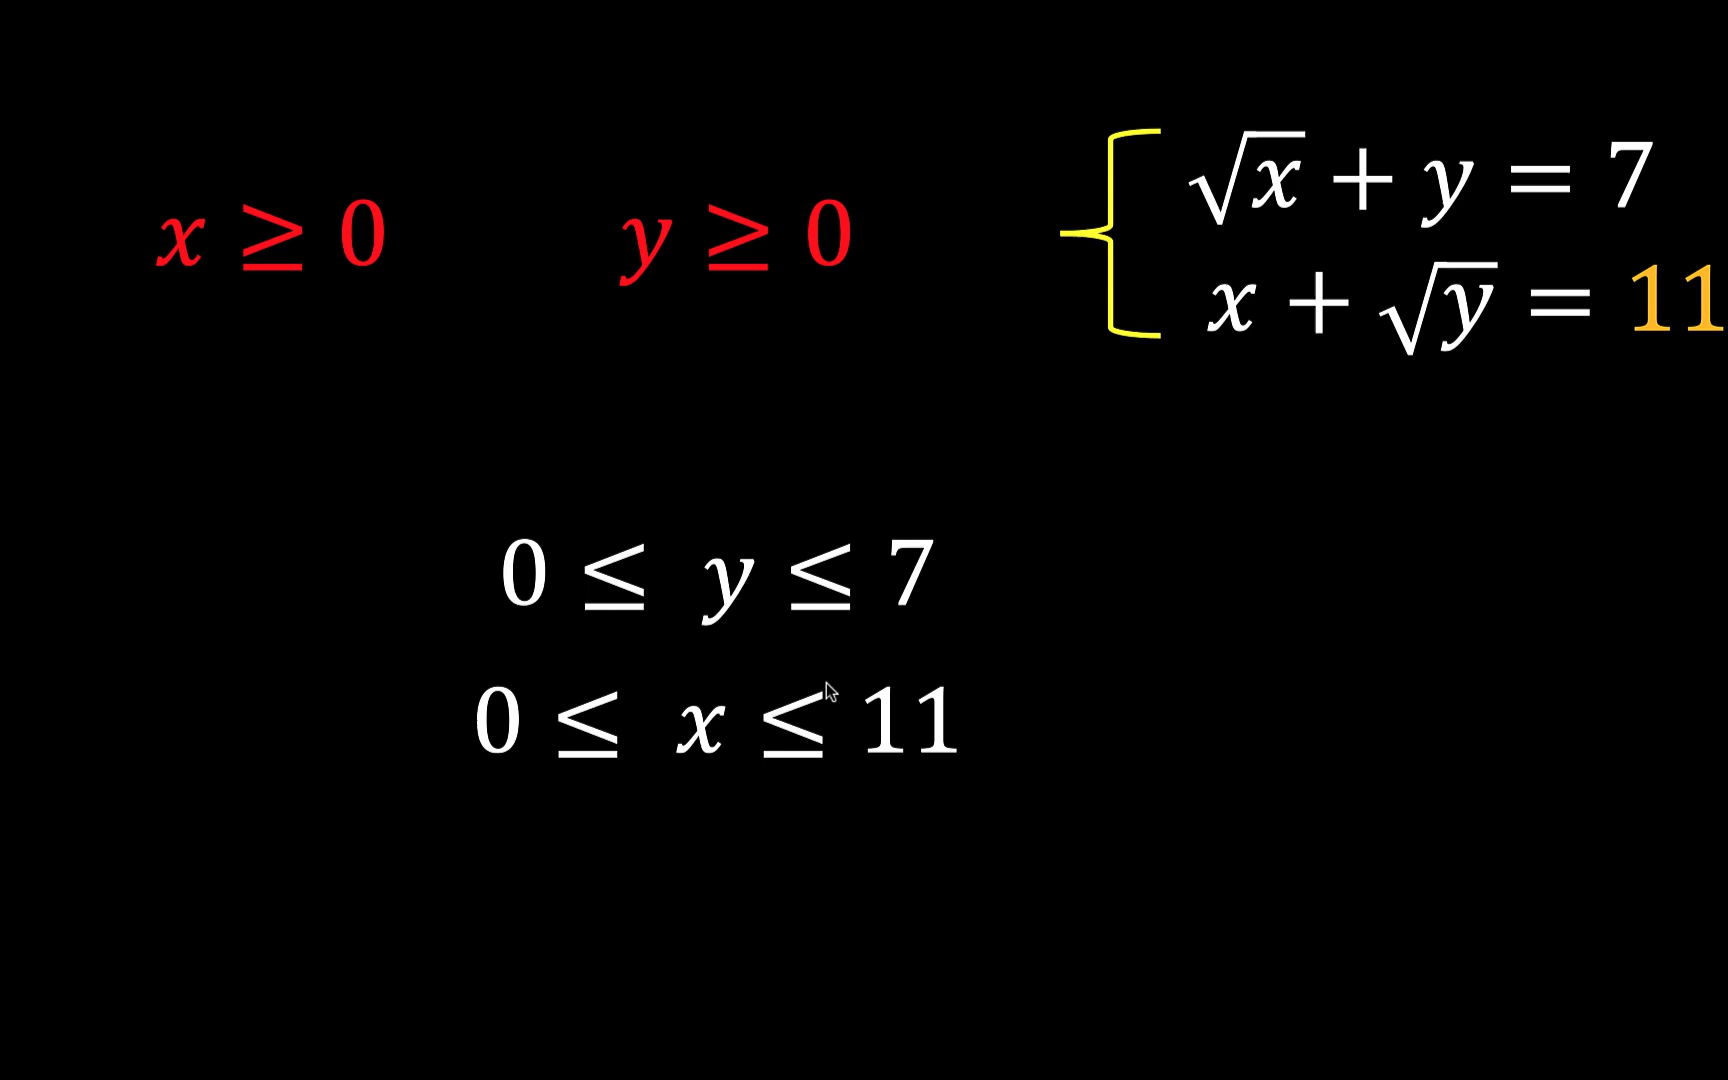 x ≥ 0
y ≥ 0
√x + y = 7
x + √y = 11
0 ≤ y ≤ 7
0 ≤ x ≤ 11